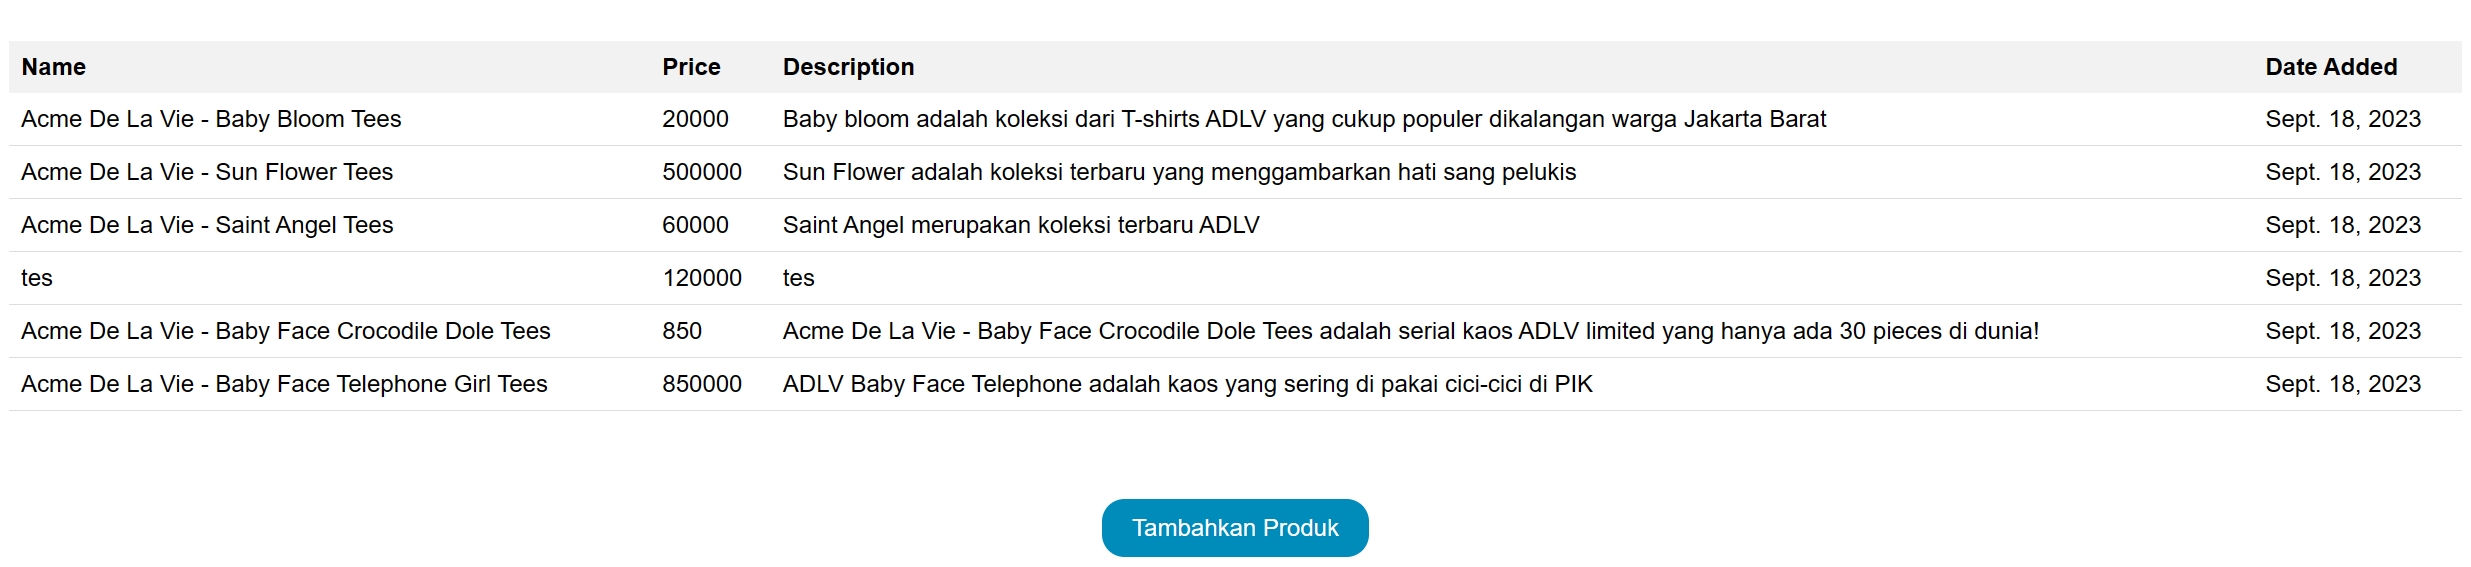 Name Price Description Date Added
Acme De La Vie - Baby Bloom Tees 20000 Baby bloom adalah koleksi dari T-shirts ADLV yang cukup populer dikalangan warga Jakarta Barat Sept. 18, 2023
Acme De La Vie - Sun Flower Tees 500000 Sun Flower adalah koleksi terbaru yang menggambarkan hati sang pelukis Sept. 18, 2023
Acme De La Vie - Saint Angel Tees 60000 Saint Angel merupakan koleksi terbaru ADLV Sept. 18, 2023
tes 120000 tes Sept. 18, 2023
Acme De La Vie - Baby Face Crocodile Dole Tees 850 Acme De La Vie - Baby Face Crocodile Dole Tees adalah serial kaos ADLV limited yang hanya ada 30 pieces di dunia! Sept. 18, 2023
Acme De La Vie - Baby Face Telephone Girl Tees 850000 ADLV Baby Face Telephone adalah kaos yang sering di pakai cici-cici di PIK Sept. 18, 2023
Tambahkan Produk